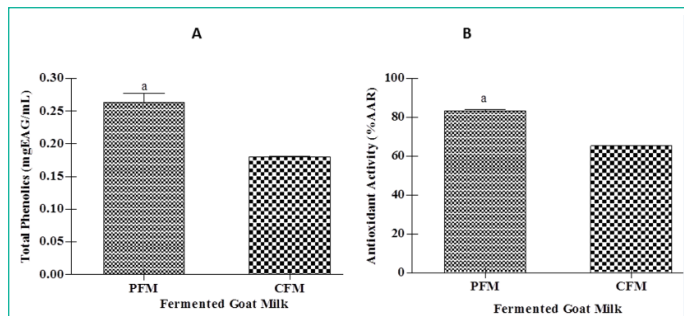 A
Total Phenolics (mgEAG/mL)
0.30
0.25
0.20
0.15
0.10
0.05
0.00
a
PFM CFM
Fermented Goat Milk
B
Antioxidant Activity (%AAR)
100
80
60
40
20
0
a
PFM CFM
Fermented Goat Milk